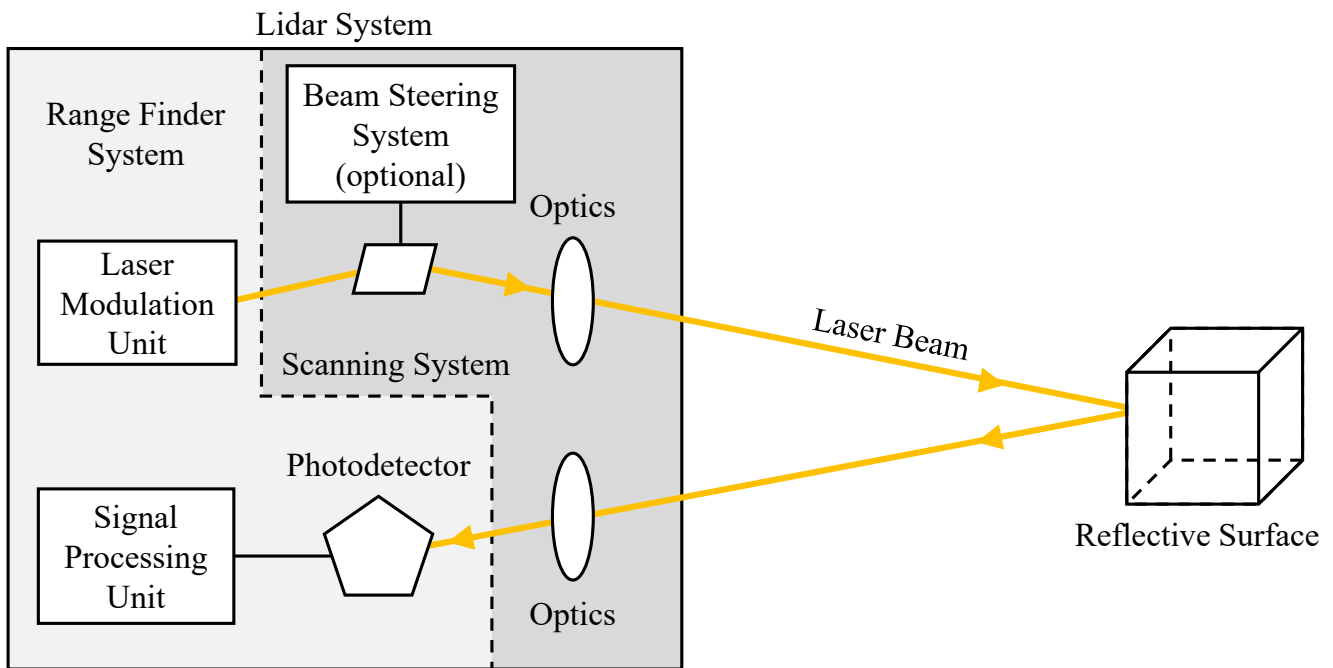 Lidar System
Range Finder
System
Beam Steering
System
(optional)
Optics
Laser
Modulation
Unit
Laser Beam
Scanning System
Photodetector
Signal
Processing
Unit
Optics
Reflective Surface